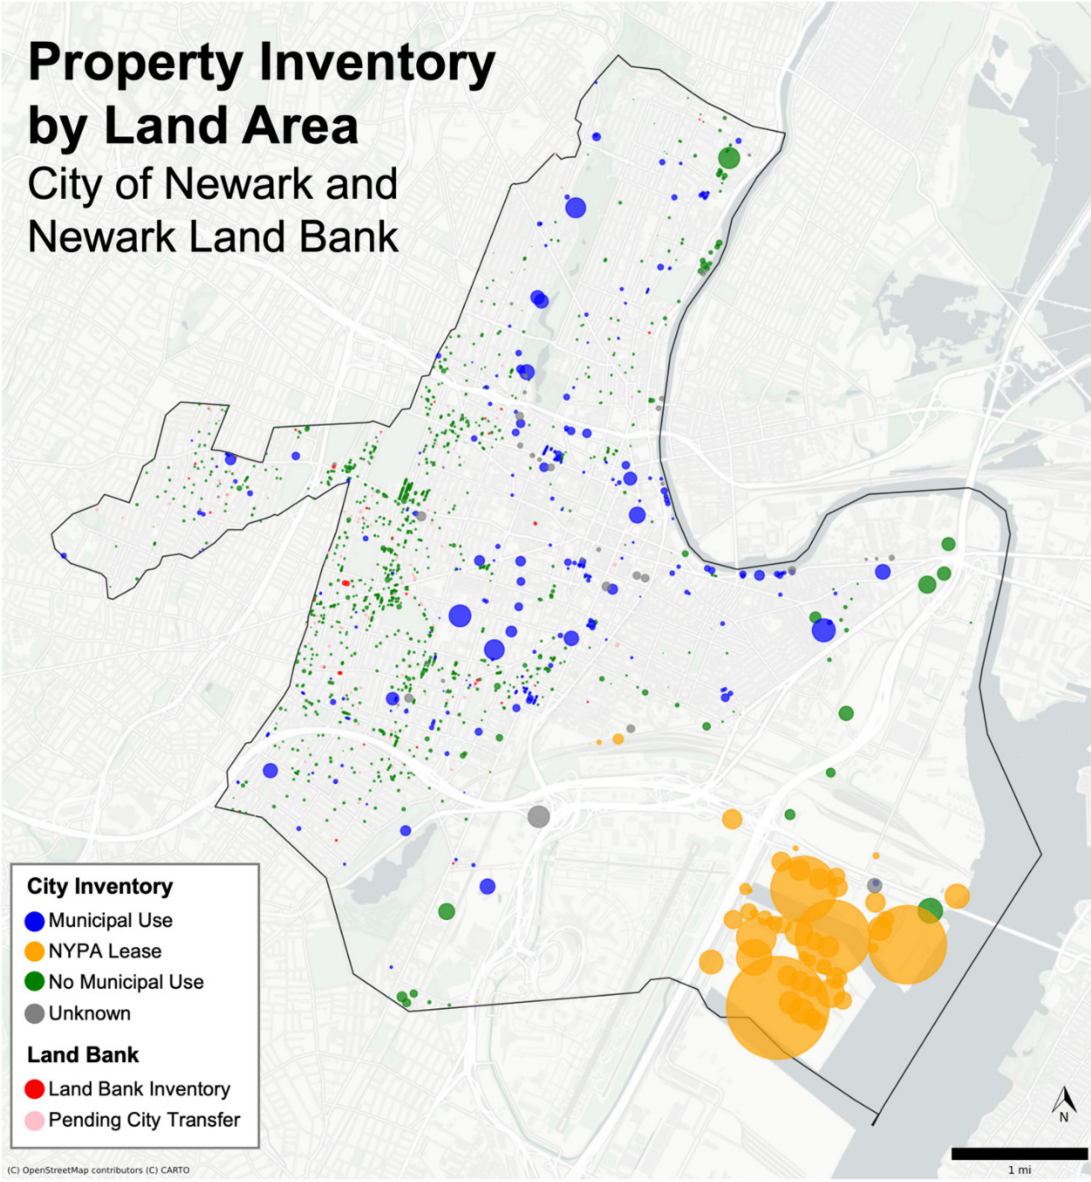 Property Inventory
by Land Area
City of Newark and
Newark Land Bank
City Inventory
Municipal Use
NYPA Lease
No Municipal Use
Unknown
Land Bank
Land Bank Inventory
Pending City Transfer
N
1 mi
(C) OpenStreetMap contributors (C) CARTO